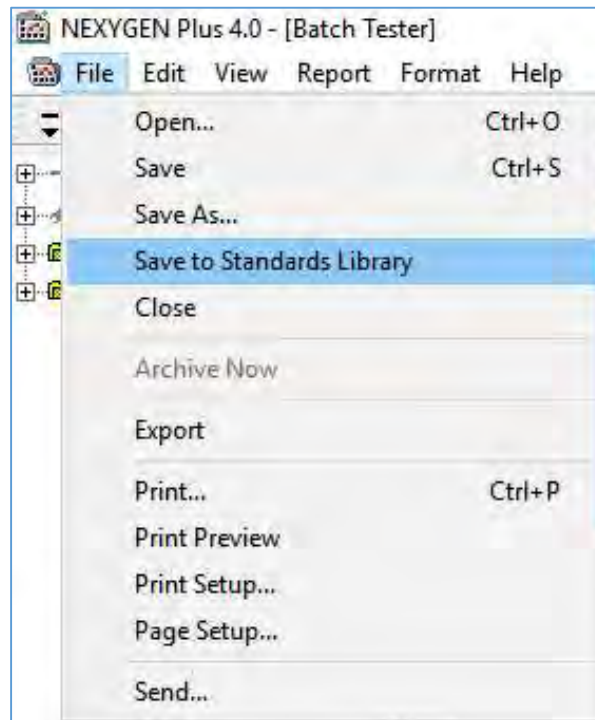 NEXYGEN Plus 4.0 - [Batch Tester]
File Edit View Report Format Help
Open... Ctrl+O
Save Ctrl+S
Save As...
Save to Standards Library
Close
Archive Now
Export
Print... Ctrl+P
Print Preview
Print Setup...
Page Setup...
Send...